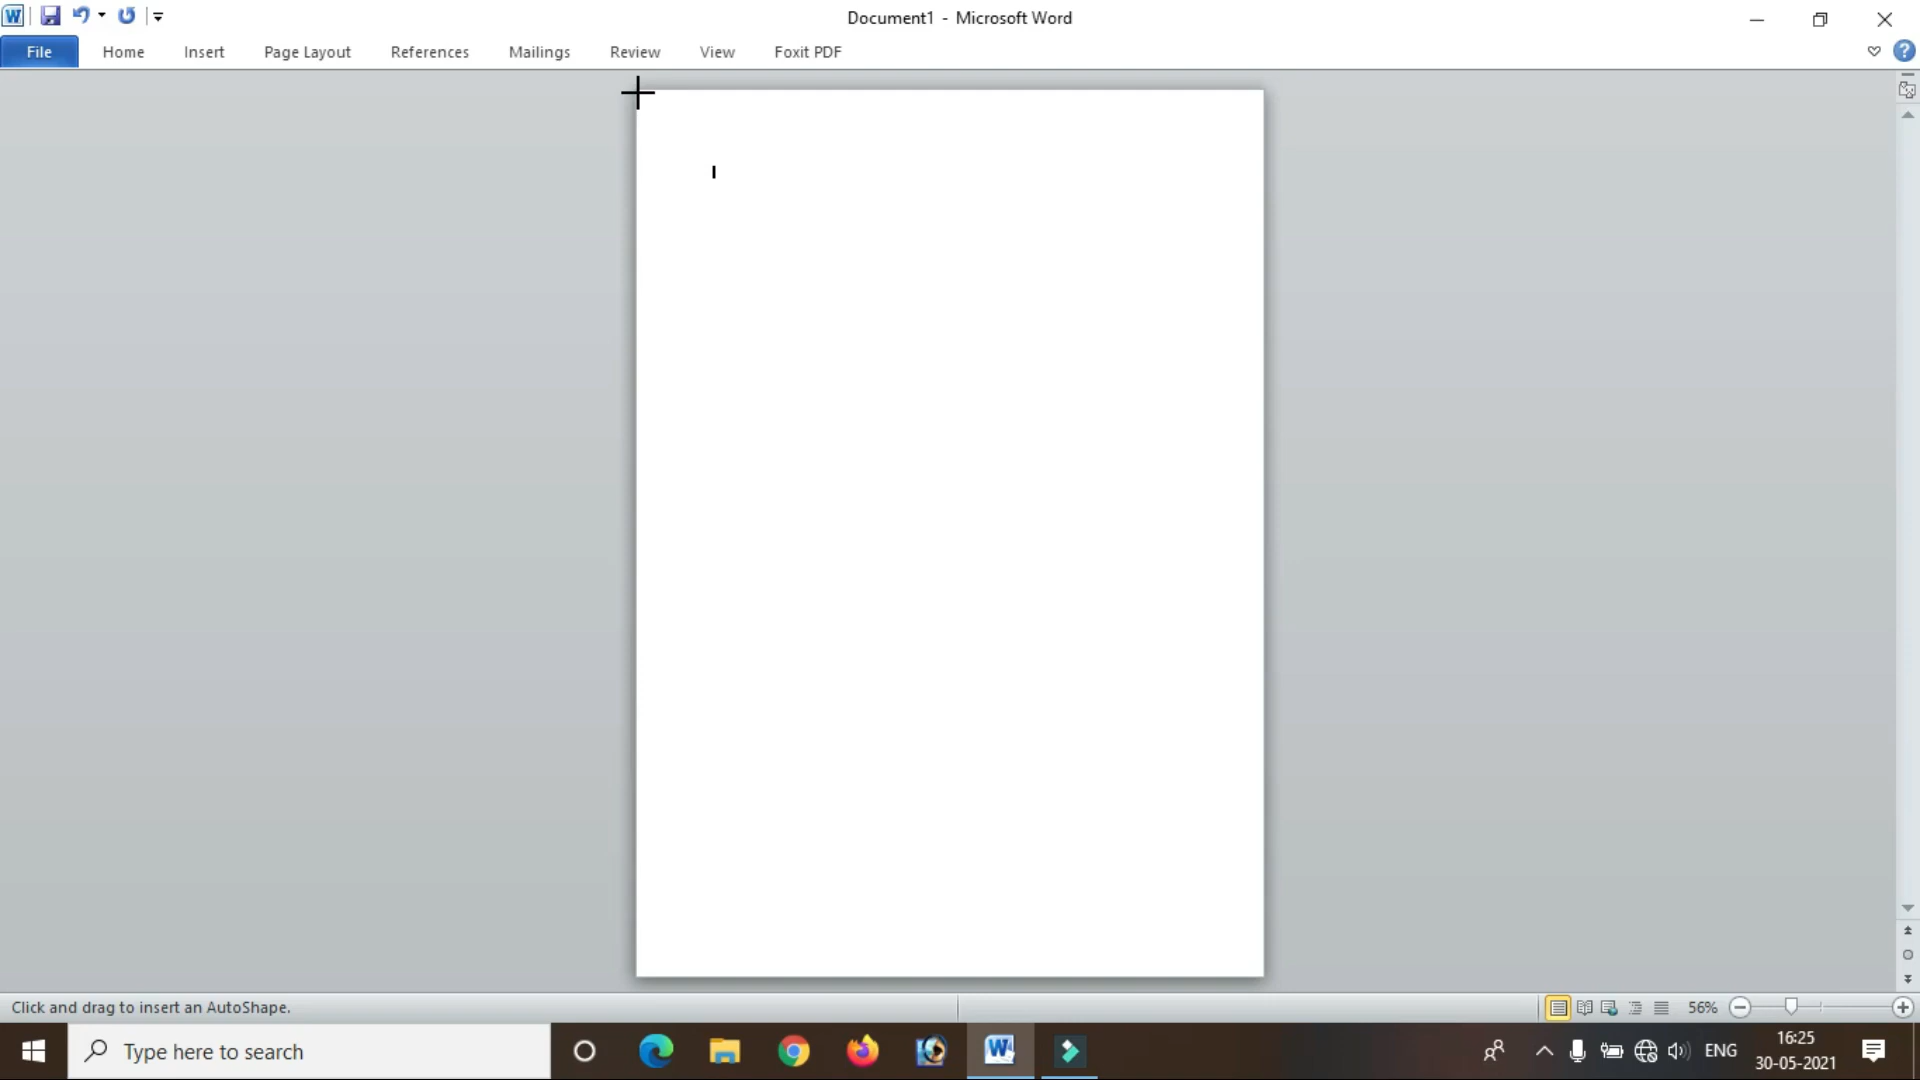 Document1 - Microsoft Word
File Home Insert Page Layout References Mailings Review View Foxit PDF
Click and drag to insert an AutoShape.
56%
Type here to search
ENG
16:25
30-05-2021